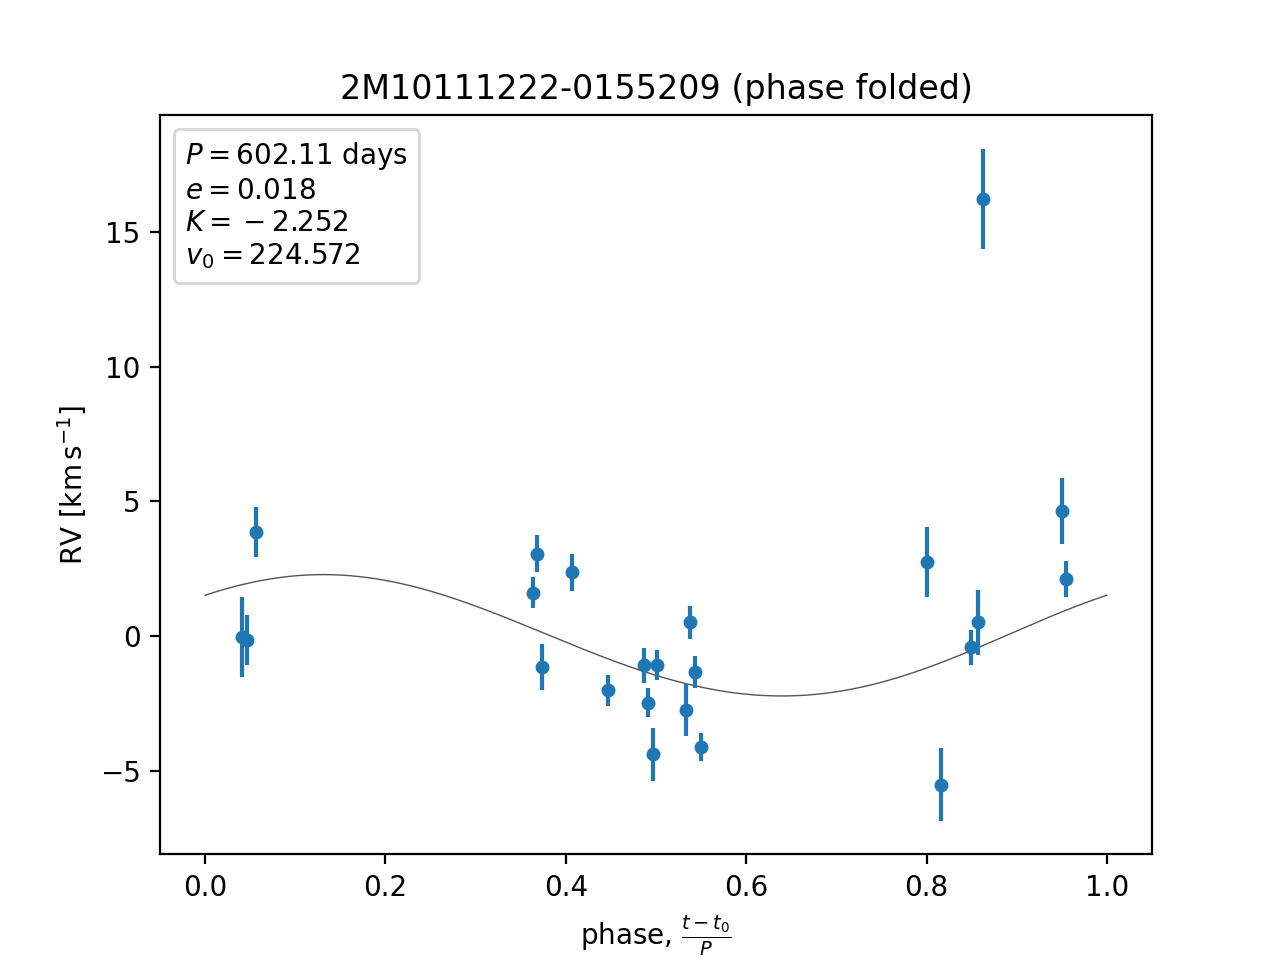 2M10111222-0155209 (phase folded)
P = 602.11 days
e = 0.018
K = −2.252
v₀ = 224.572
15
10
5
0
−5
RV [km s⁻¹]
0.0 0.2 0.4 0.6 0.8 1.0
phase, (t − t₀)/P